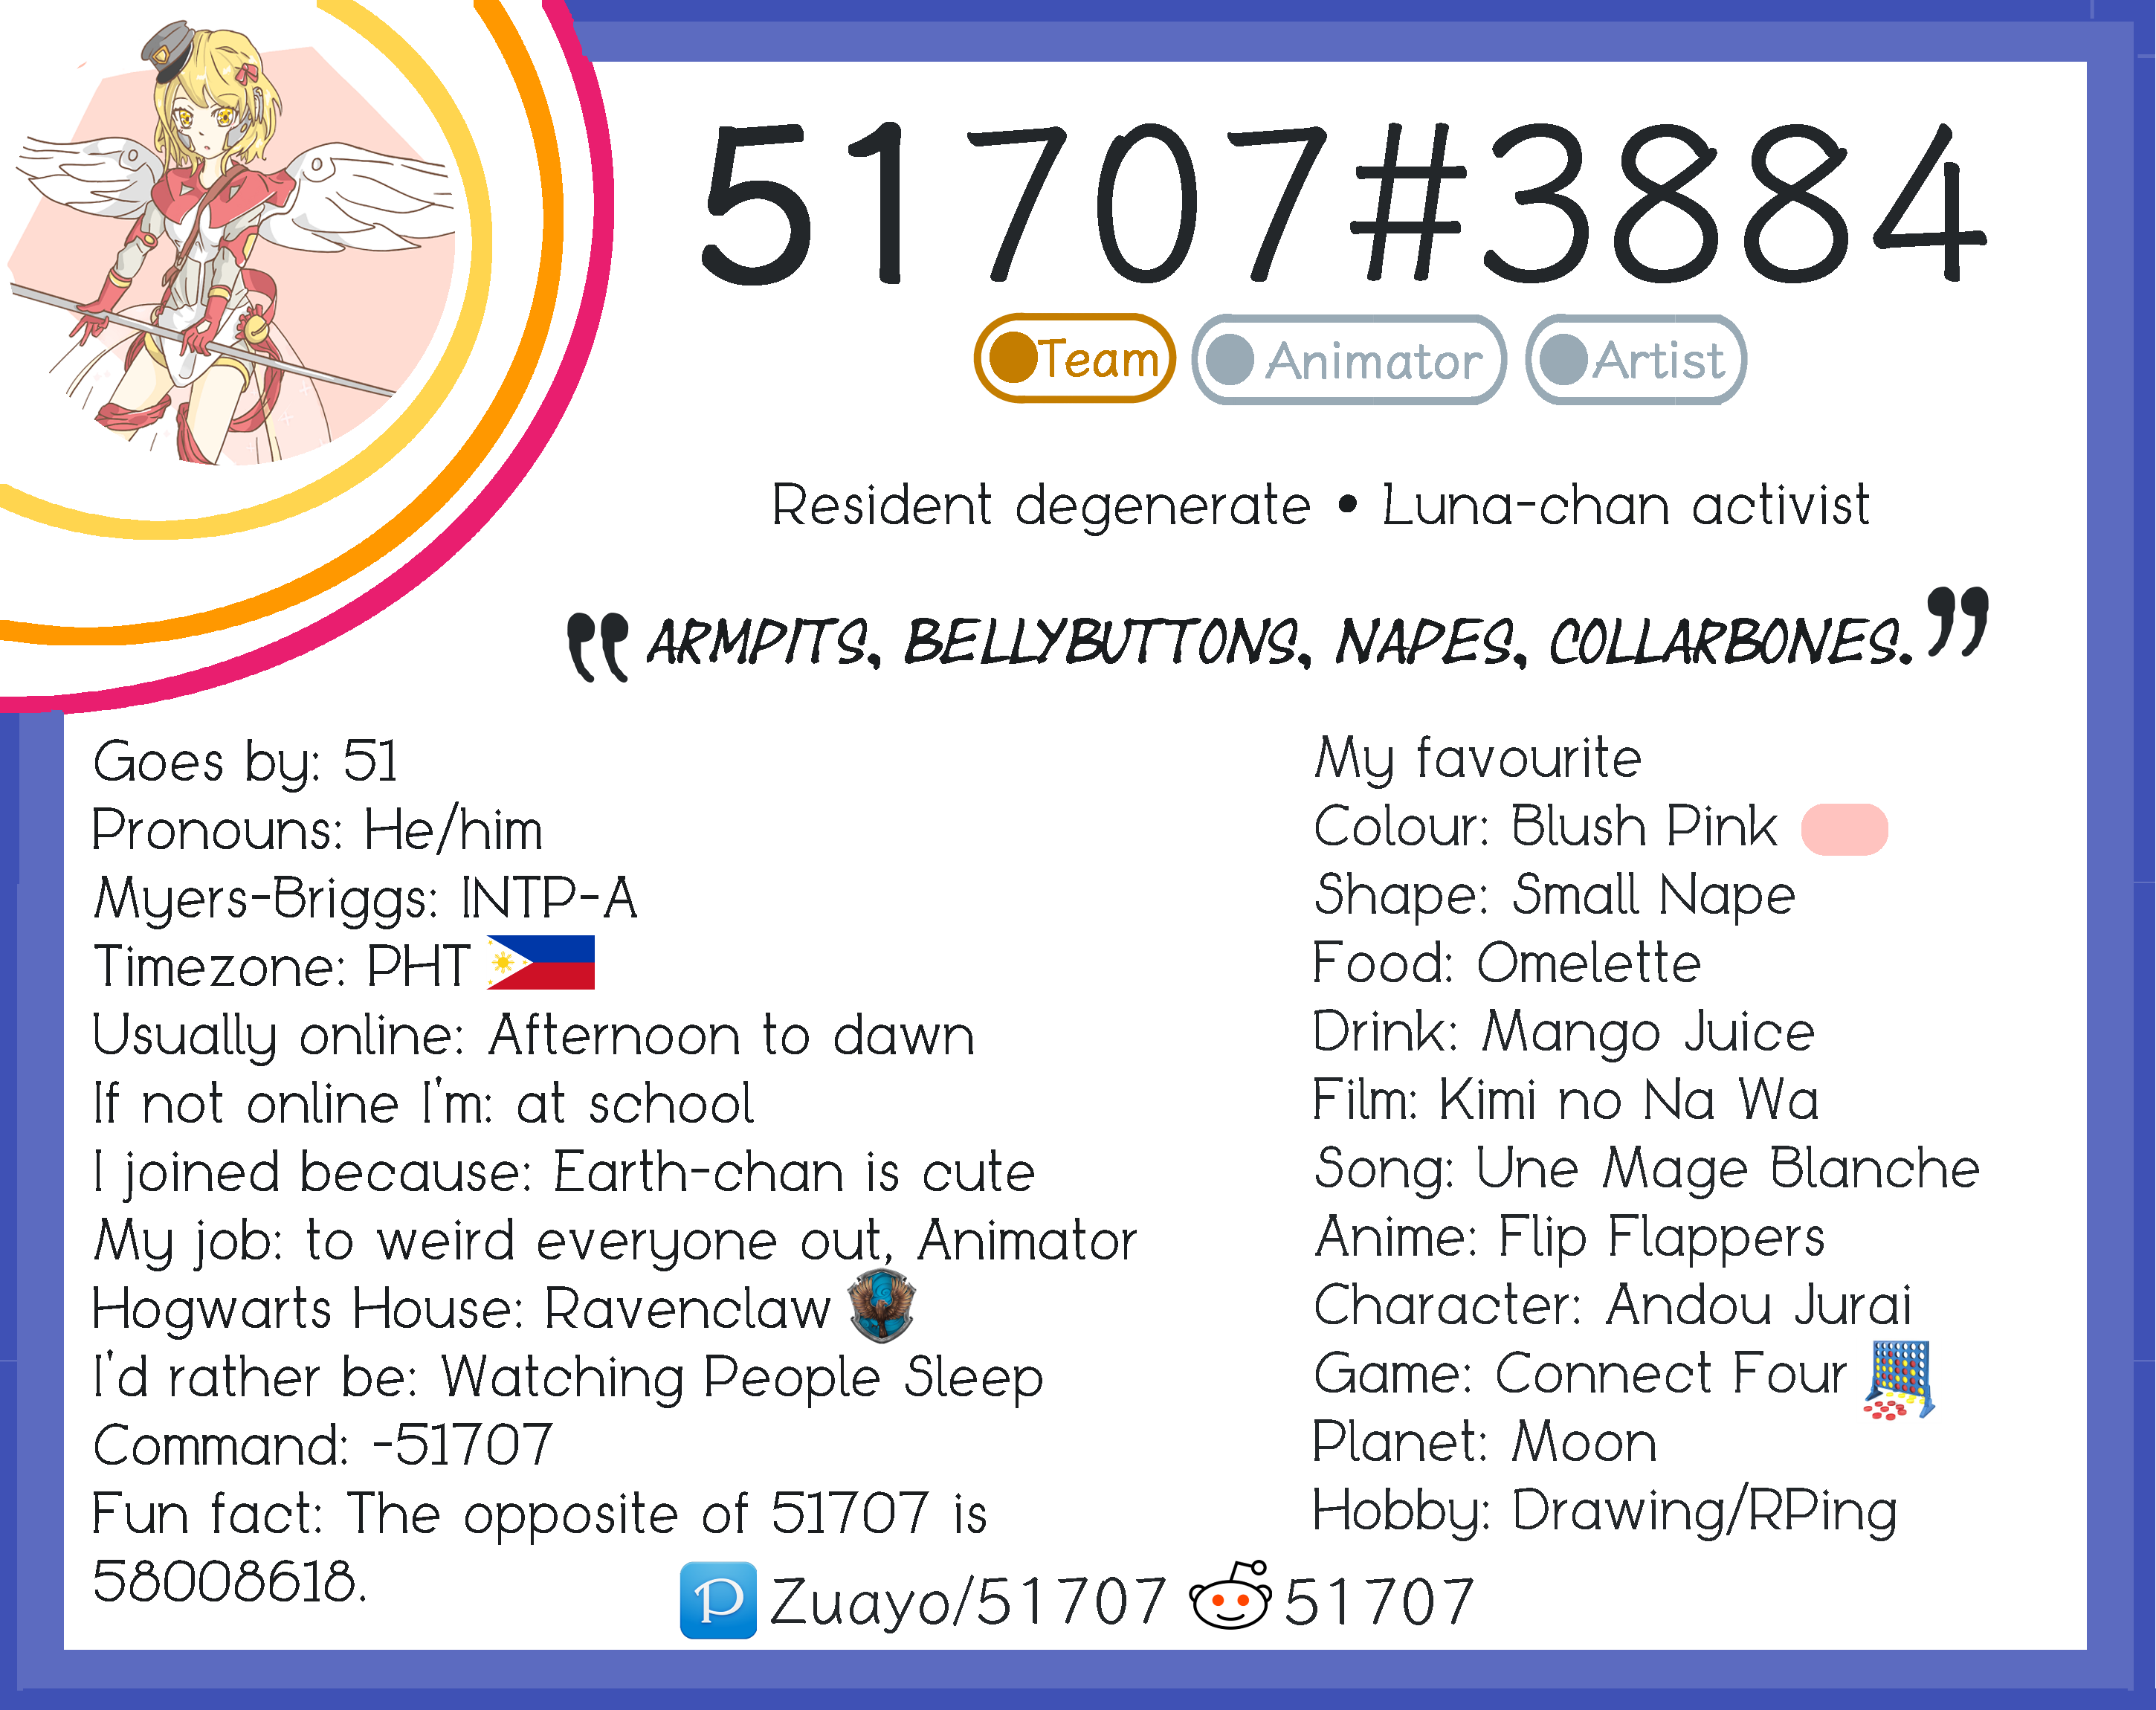 51707#3884
Team Animator Artist
Resident degenerate • Luna-chan activist
❝ ARMPITS, BELLYBUTTONS, NAPES, COLLARBONES. ❞
Goes by: 51
Pronouns: He/him
Myers-Briggs: INTP-A
Timezone: PHT
Usually online: Afternoon to dawn
If not online I'm: at school
I joined because: Earth-chan is cute
My job: to weird everyone out, Animator
Hogwarts House: Ravenclaw
I'd rather be: Watching People Sleep
Command: -51707
Fun fact: The opposite of 51707 is
58008618.
My favourite
Colour: Blush Pink
Shape: Small Nape
Food: Omelette
Drink: Mango Juice
Film: Kimi no Na Wa
Song: Une Mage Blanche
Anime: Flip Flappers
Character: Andou Jurai
Game: Connect Four
Planet: Moon
Hobby: Drawing/RPing
P Zuayo/51707 51707